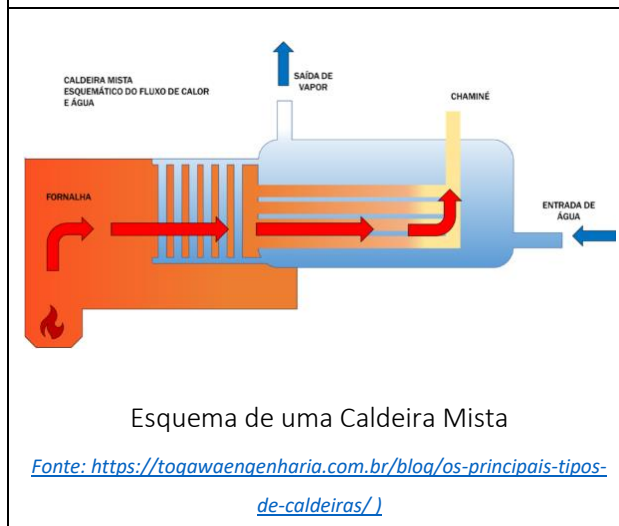 CALDEIRA MISTA
ESQUEMÁTICO DO FLUXO DE CALOR
E ÁGUA
SAÍDA DE
VAPOR
CHAMINÉ
FORNALHA
ENTRADA DE
ÁGUA
Esquema de uma Caldeira Mista
Fonte: https://togawaengenharia.com.br/blog/os-principais-tipos-
de-caldeiras/ )